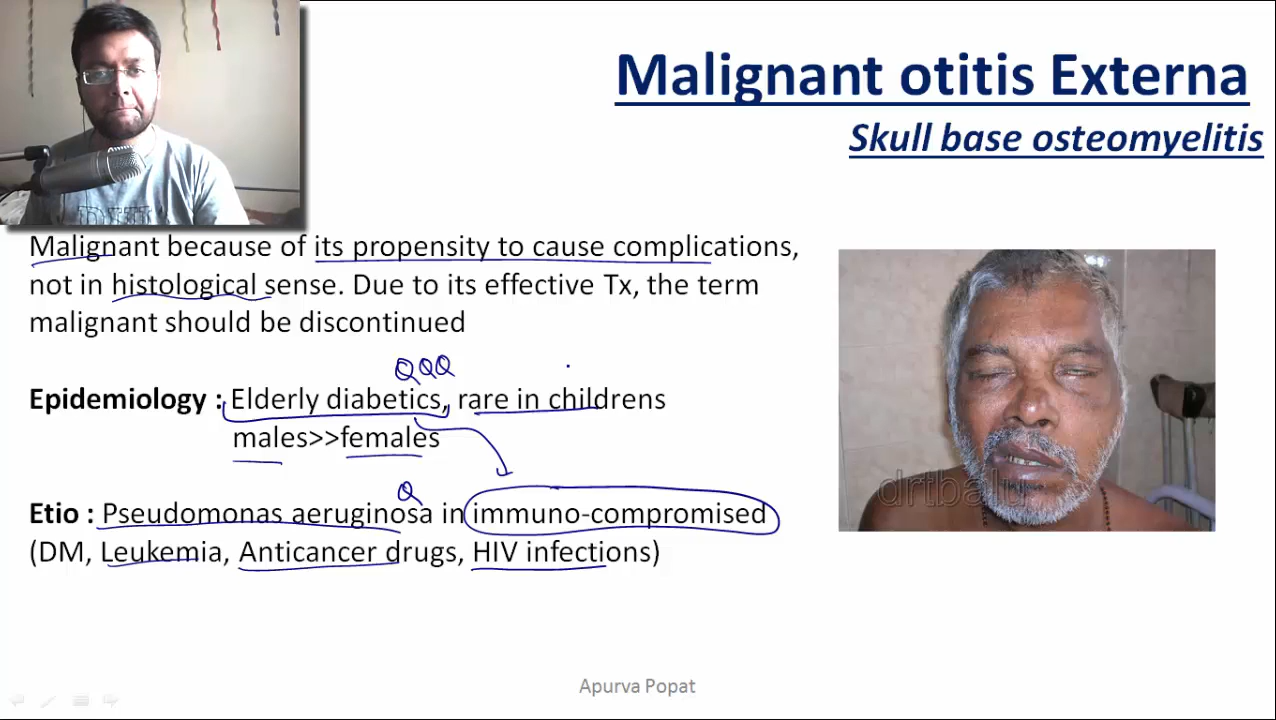 Malignant otitis Externa
Skull base osteomyelitis
Malignant because of its propensity to cause complications,
not in histological sense. Due to its effective Tx, the term
malignant should be discontinued
QQQ
Epidemiology : Elderly diabetics, rare in childrens
males>>females
Q
Etio : Pseudomonas aeruginosa in immuno-compromised
(DM, Leukemia, Anticancer drugs, HIV infections)
drtbalu
Apurva Popat